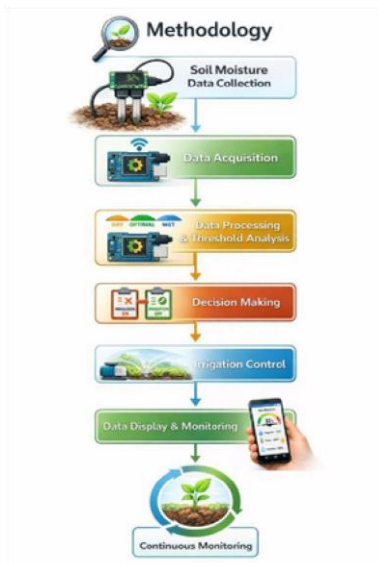 Methodology
Soil Moisture
Data Collection
Data Acquisition
DRY OPTIMAL WET
Data Processing
& Threshold Analysis
Decision Making
Irrigation Control
Data Display & Monitoring
Continuous Monitoring